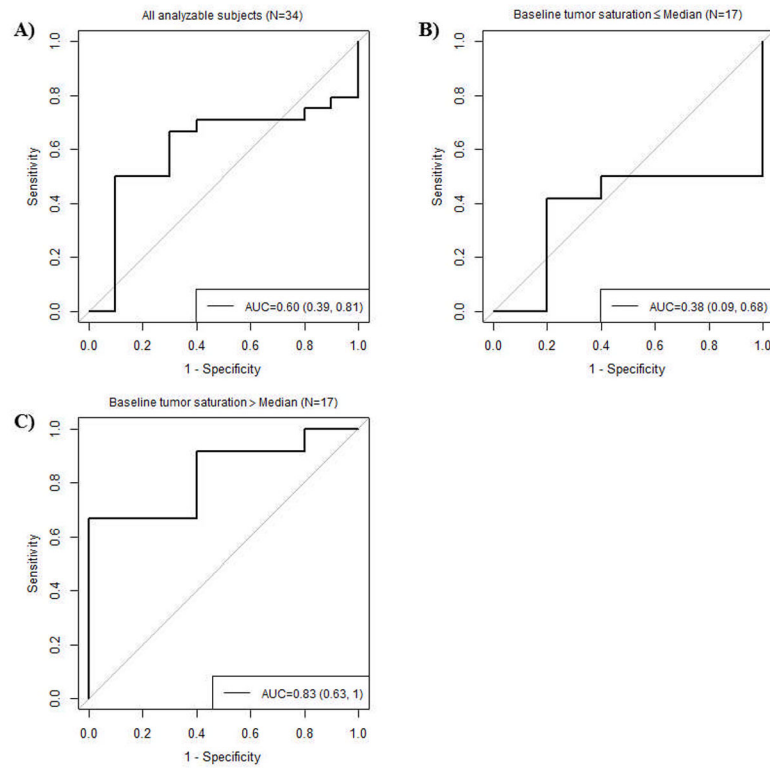 A)
All analyzable subjects (N=34)
Sensitivity
1.0
0.8
0.6
0.4
0.2
0.0
AUC=0.60 (0.39, 0.81)
0.0 0.2 0.4 0.6 0.8 1.0
1 - Specificity
B)
Baseline tumor saturation ≤ Median (N=17)
Sensitivity
1.0
0.8
0.6
0.4
0.2
0.0
AUC=0.38 (0.09, 0.68)
0.0 0.2 0.4 0.6 0.8 1.0
1 - Specificity
C)
Baseline tumor saturation > Median (N=17)
Sensitivity
1.0
0.8
0.6
0.4
0.2
0.0
AUC=0.83 (0.63, 1)
0.0 0.2 0.4 0.6 0.8 1.0
1 - Specificity